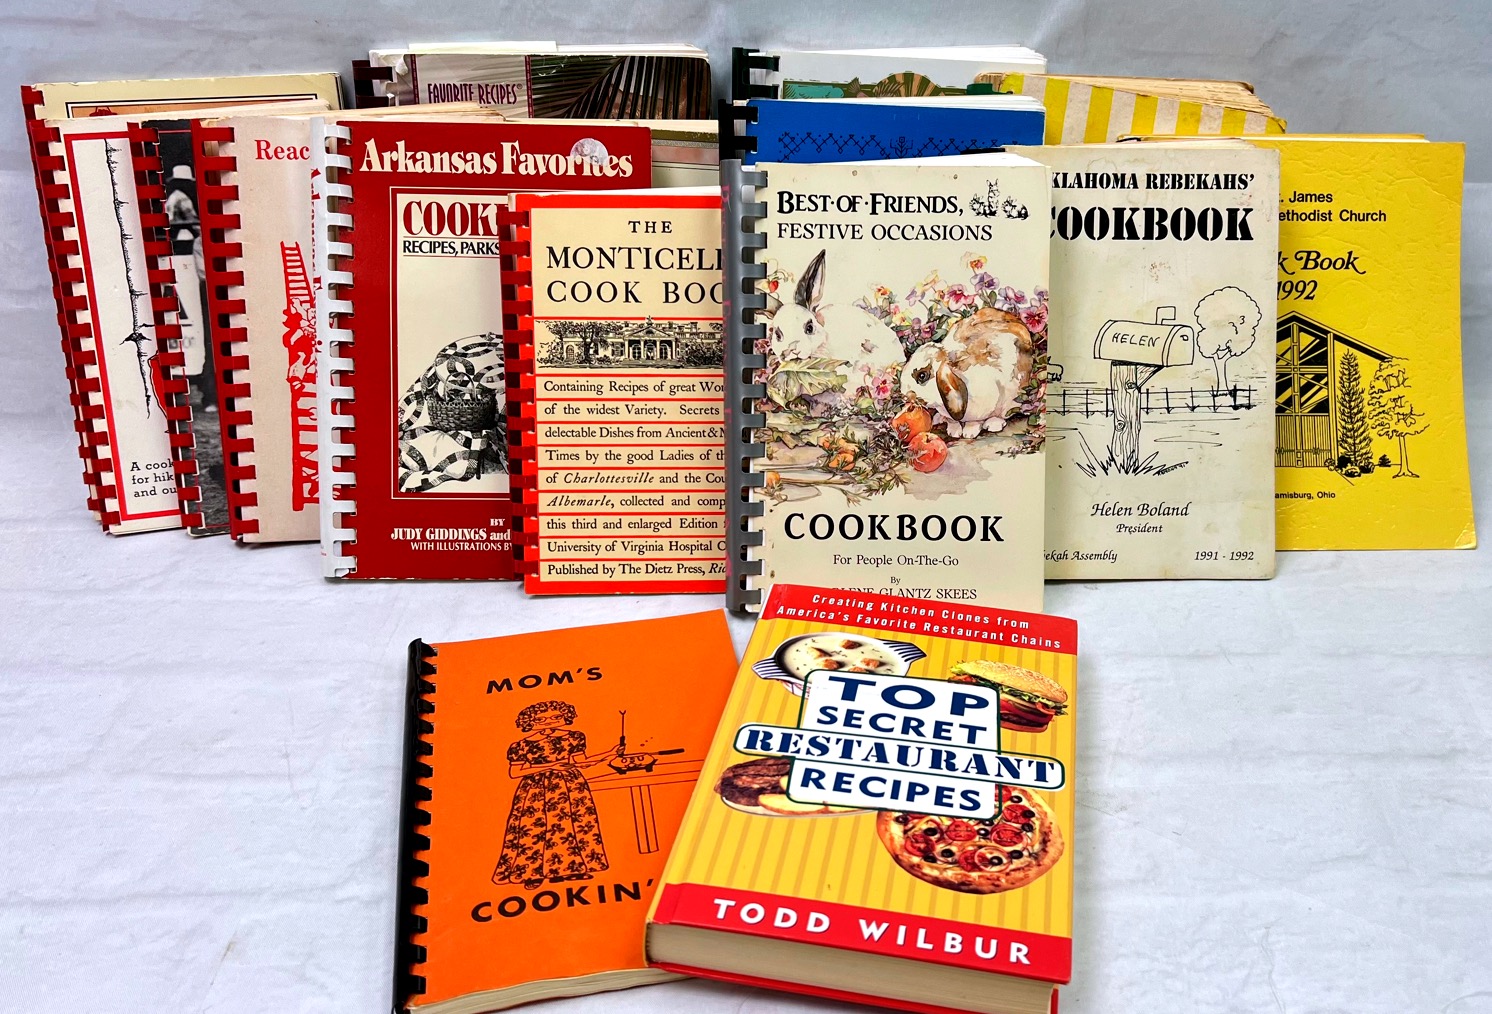 FAVORITE RECIPES®
Reac
Arkansas Favorites
COOK
RECIPES, PARKS
BY
JUDY GIDDINGS and
WITH ILLUSTRATIONS B
A cook
for hik
and ou
THE
MONTICEL
COOK BOO
Containing Recipes of great Wo
of the widest Variety. Secrets
delectable Dishes from Ancient & M
Times by the good Ladies of th
of Charlottesville and the Cou
Albemarle, collected and comp
this third and enlarged Edition
University of Virginia Hospital C
Published by The Dietz Press, Ri
BEST·OF·FRIENDS,
FESTIVE OCCASIONS
COOKBOOK
For People On-The-Go
By
GLANTZ SKEES
KLAHOMA REBEKAHS'
COOKBOOK
HELEN
3
Helen Boland
President
ekah Assembly 1991 - 1992
. James
ethodist Church
k Book
1992
amisburg, Ohio
MOM'S
COOKIN'
Creating Kitchen Clones from
America's Favorite Restaurant Chains
TOP
SECRET
RESTAURANT
RECIPES
TODD WILBUR